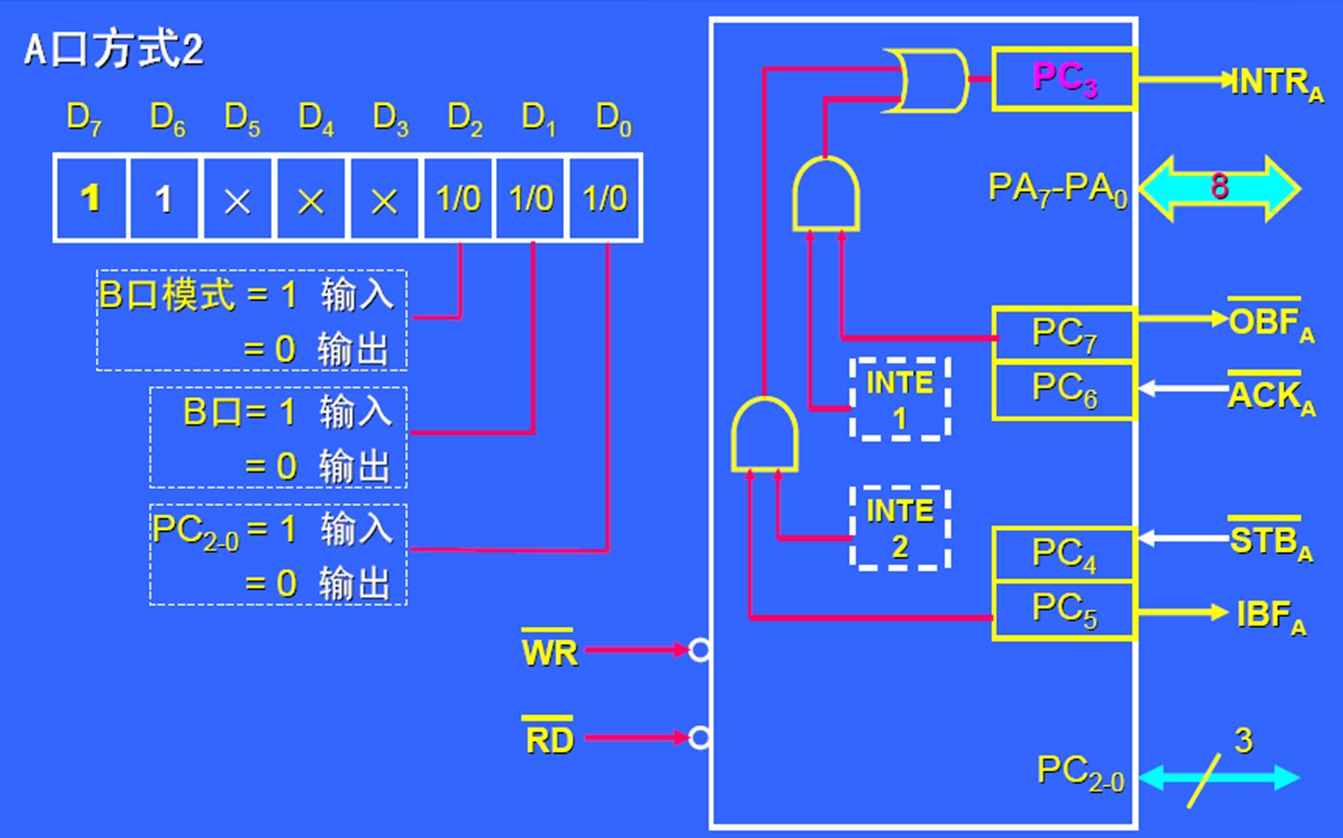 A口方式2
D7 D6 D5 D4 D3 D2 D1 D0
1 1 × × × 1/0 1/0 1/0
B口模式 = 1 输入
= 0 输出
B口= 1 输入
= 0 输出
PC2-0 = 1 输入
= 0 输出
WR
RD
PC3
INTRA
PA7-PA0
8
PC7
OBFA
PC6
ACKA
INTE
1
INTE
2
PC4
STBA
PC5
IBFA
PC2-0
3